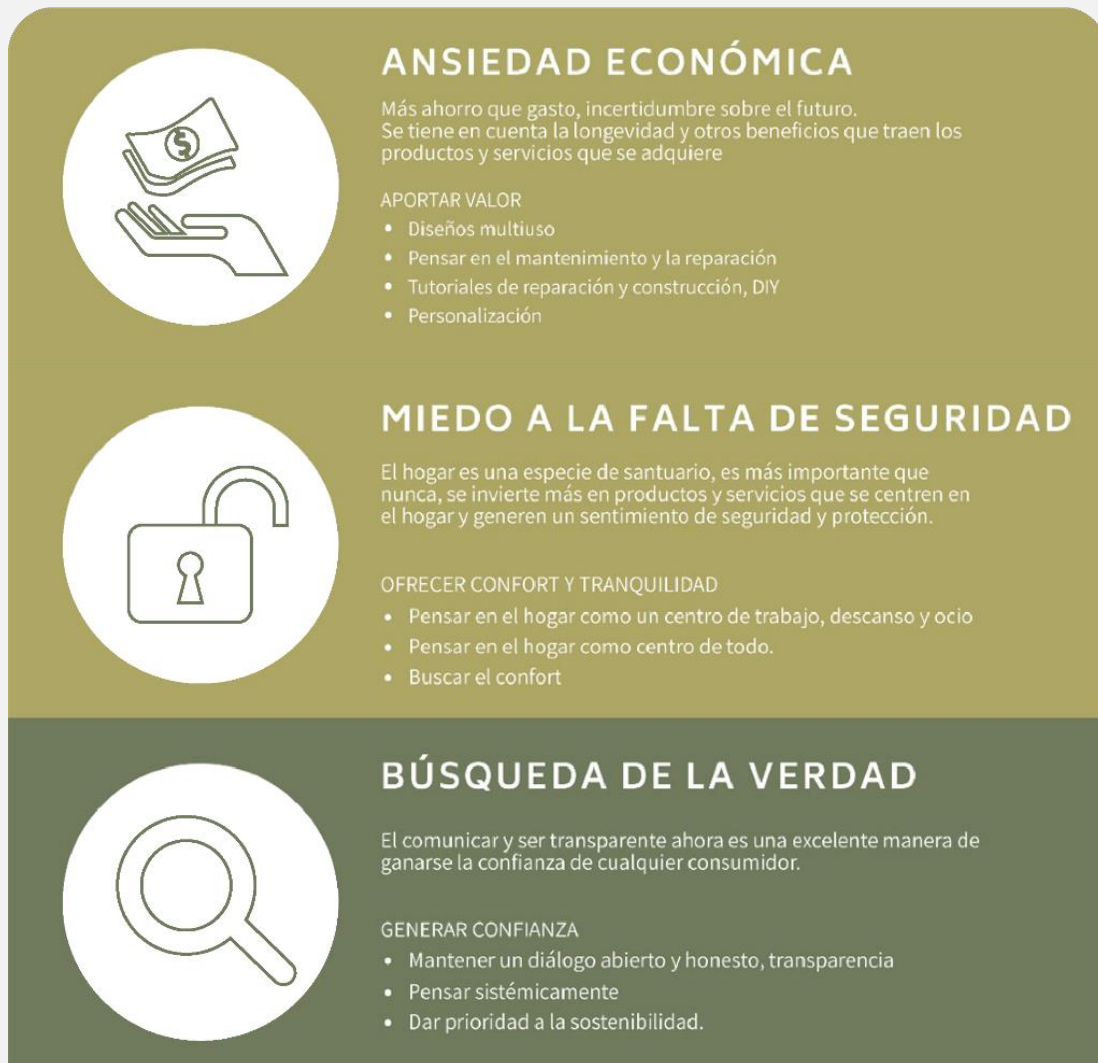 ANSIEDAD ECONÓMICA
Más ahorro que gasto, incertidumbre sobre el futuro.
Se tiene en cuenta la longevidad y otros beneficios que traen los
productos y servicios que se adquiere
APORTAR VALOR
• Diseños multiuso
• Pensar en el mantenimiento y la reparación
• Tutoriales de reparación y construcción, DIY
• Personalización
MIEDO A LA FALTA DE SEGURIDAD
El hogar es una especie de santuario, es más importante que
nunca, se invierte más en productos y servicios que se centren en
el hogar y generen un sentimiento de seguridad y protección.
OFRECER CONFORT Y TRANQUILIDAD
• Pensar en el hogar como un centro de trabajo, descanso y ocio
• Pensar en el hogar como centro de todo.
• Buscar el confort
BÚSQUEDA DE LA VERDAD
El comunicar y ser transparente ahora es una excelente manera de
ganarse la confianza de cualquier consumidor.
GENERAR CONFIANZA
• Mantener un diálogo abierto y honesto, transparencia
• Pensar sistémicamente
• Dar prioridad a la sostenibilidad.